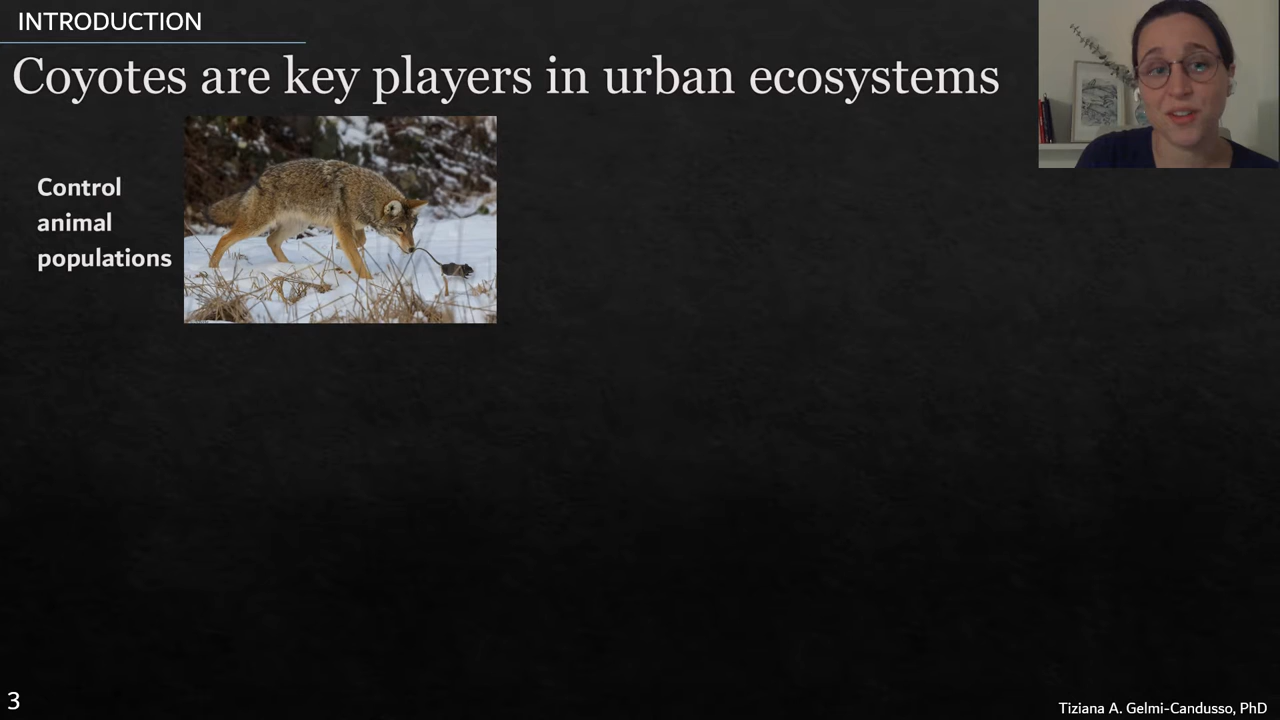 INTRODUCTION
Coyotes are key players in urban ecosystems
Control
animal
populations
3
Tiziana A. Gelmi-Candusso, PhD